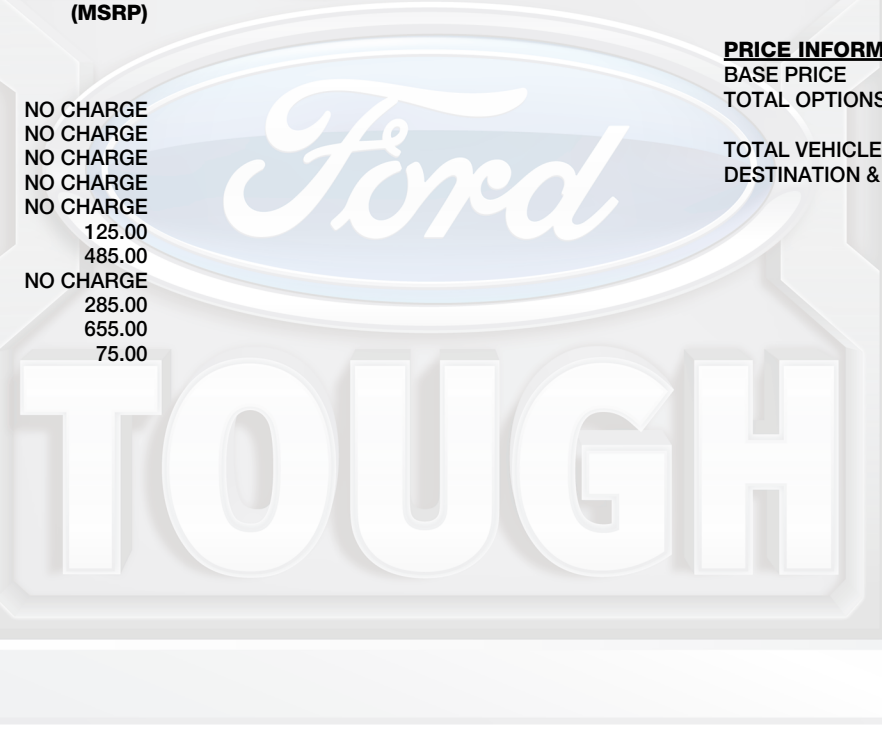 (MSRP)
NO CHARGE
NO CHARGE
NO CHARGE
NO CHARGE
NO CHARGE
125.00
485.00
NO CHARGE
285.00
655.00
75.00
PRICE INFORM
BASE PRICE
TOTAL OPTIONS
TOTAL VEHICLE
DESTINATION &
Ford
TOUGH